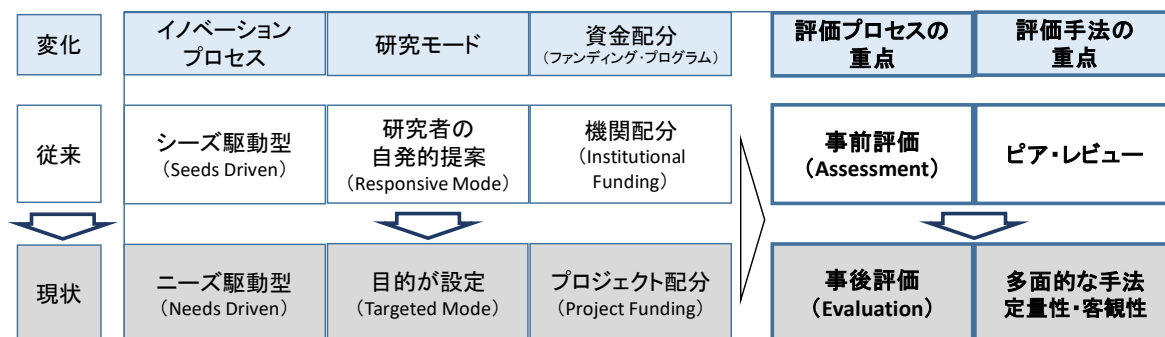 変化
イノベーション
プロセス
研究モード
資金配分
(ファンディング・プログラム)
評価プロセスの
重点
評価手法の
重点
従来
シーズ駆動型
(Seeds Driven)
研究者の
自発的提案
(Responsive Mode)
機関配分
(Institutional
Funding)
事前評価
(Assessment)
ピア・レビュー
現状
ニーズ駆動型
(Needs Driven)
目的が設定
(Targeted Mode)
プロジェクト配分
(Project Funding)
事後評価
(Evaluation)
多面的な手法
定量性・客観性